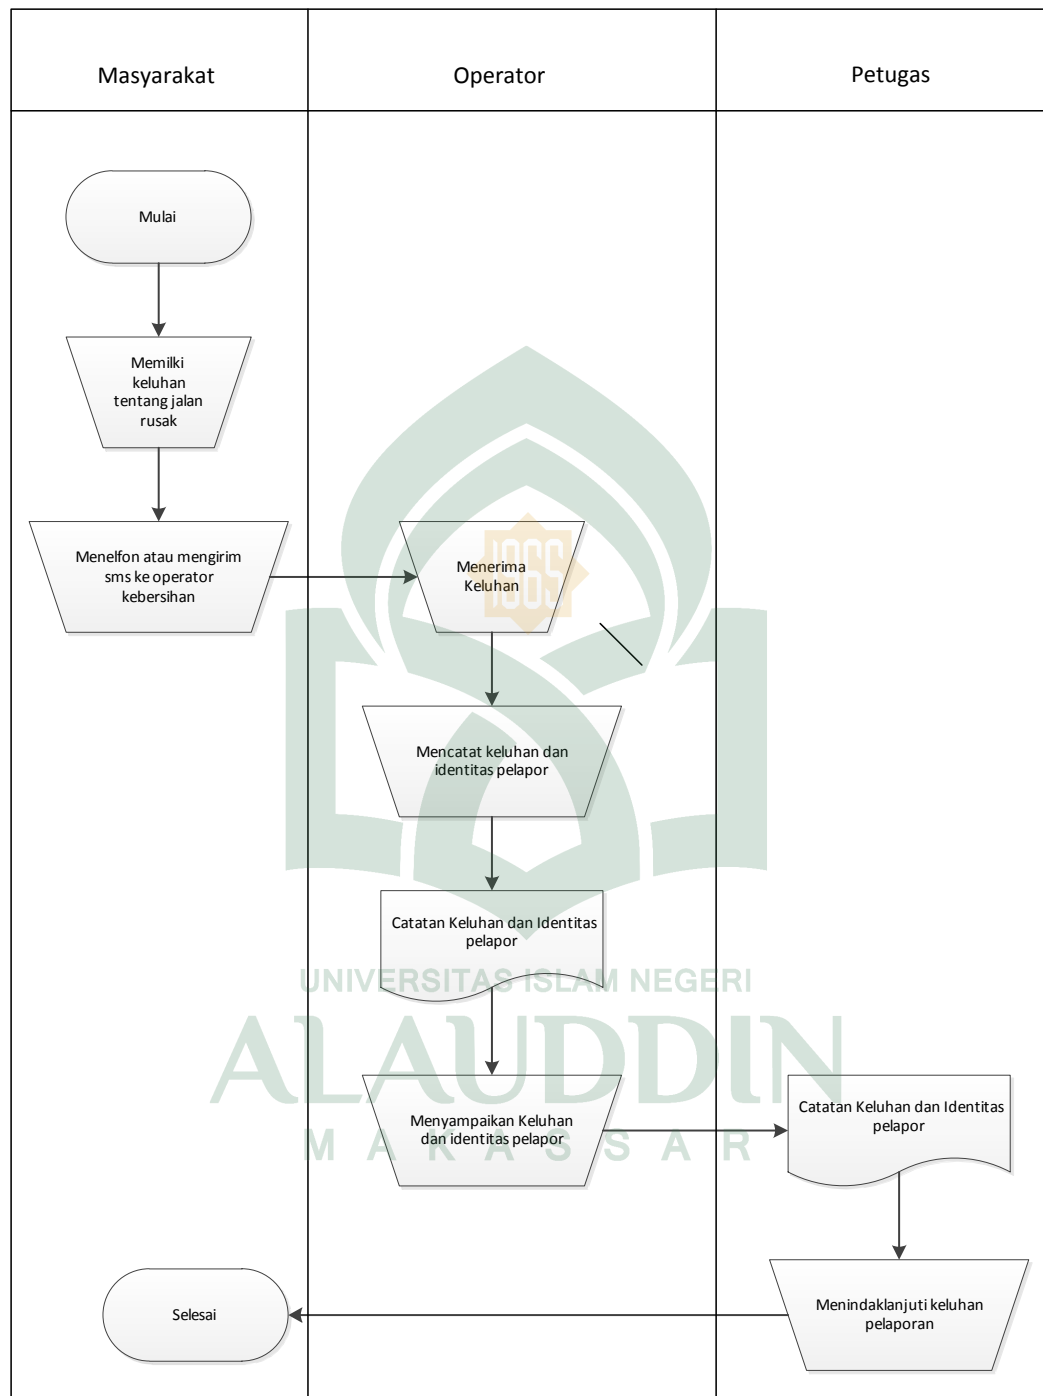 Masyarakat
Operator
Petugas
Mulai
Memilki
keluhan
tentang jalan
rusak
Menelfon atau mengirim
sms ke operator
kebersihan
Menerima
Keluhan
1965
Mencatat keluhan dan
identitas pelapor
Catatan Keluhan dan Identitas
pelapor
UNIVERSITAS ISLAM NEGERI
ALAUDDIN
MAKASSAR
Menyampaikan Keluhan
dan identitas pelapor
Catatan Keluhan dan Identitas
pelapor
Menindaklanjuti keluhan
pelaporan
Selesai